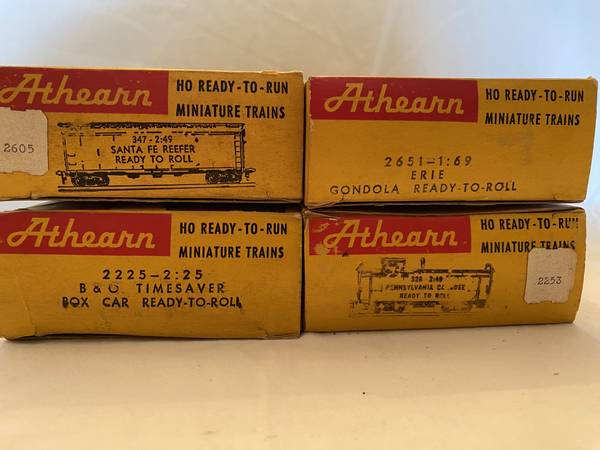 Athearn
HO READY-TO-RUN
MINIATURE TRAINS
2605
347-2:49
SANTA FE REEFER
READY TO ROLL
Athearn
HO READY-TO-RUN
MINIATURE TRAINS
2651-1:69
ERIE
GONDOLA READY-TO-ROLL
Athearn
HO READY-TO-RUN
MINIATURE TRAINS
2225-2:25
B & O TIMESAVER
BOX CAR READY-TO-ROLL
Athearn
HO READY-TO-RUN
MINIATURE TRAINS
2253
2:49
PENNSYLVANIA
READY TO ROLL